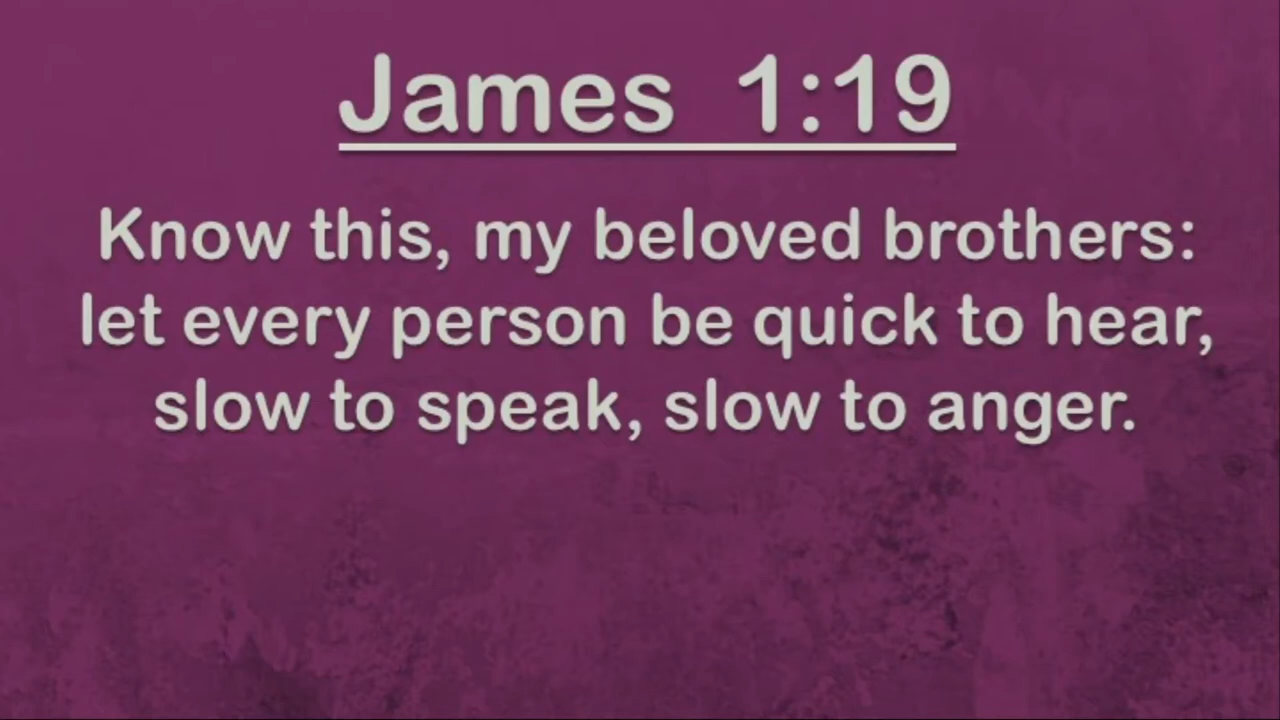 James 1:19
Know this, my beloved brothers:
let every person be quick to hear,
slow to speak, slow to anger.